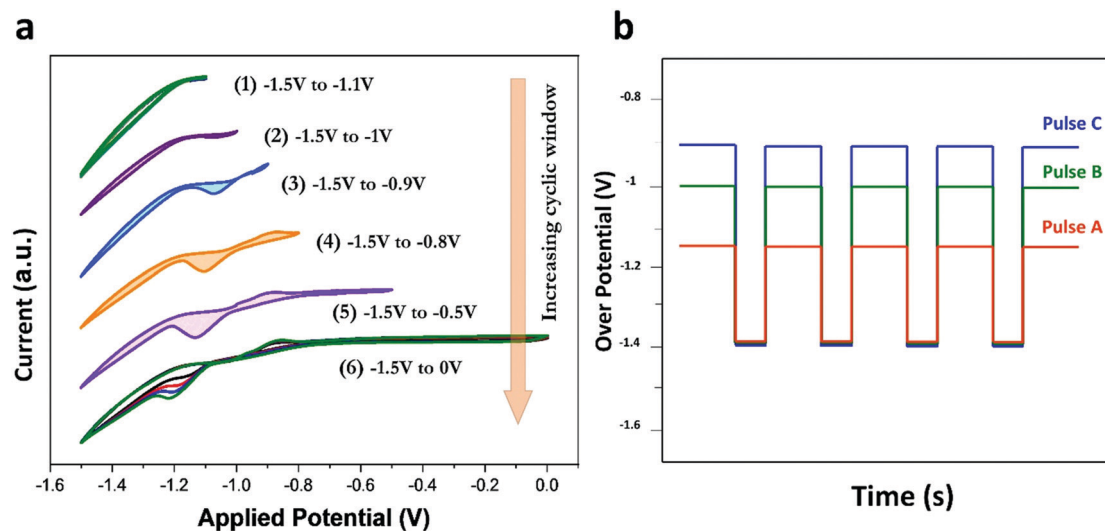 a
(1) -1.5V to -1.1V
(2) -1.5V to -1V
(3) -1.5V to -0.9V
(4) -1.5V to -0.8V
(5) -1.5V to -0.5V
(6) -1.5V to 0V
Increasing cyclic window
Current (a.u.)
-1.6 -1.4 -1.2 -1.0 -0.8 -0.6 -0.4 -0.2 0.0
Applied Potential (V)
b
-0.8
-1
-1.2
-1.4
-1.6
Over Potential (V)
Pulse C
Pulse B
Pulse A
Time (s)